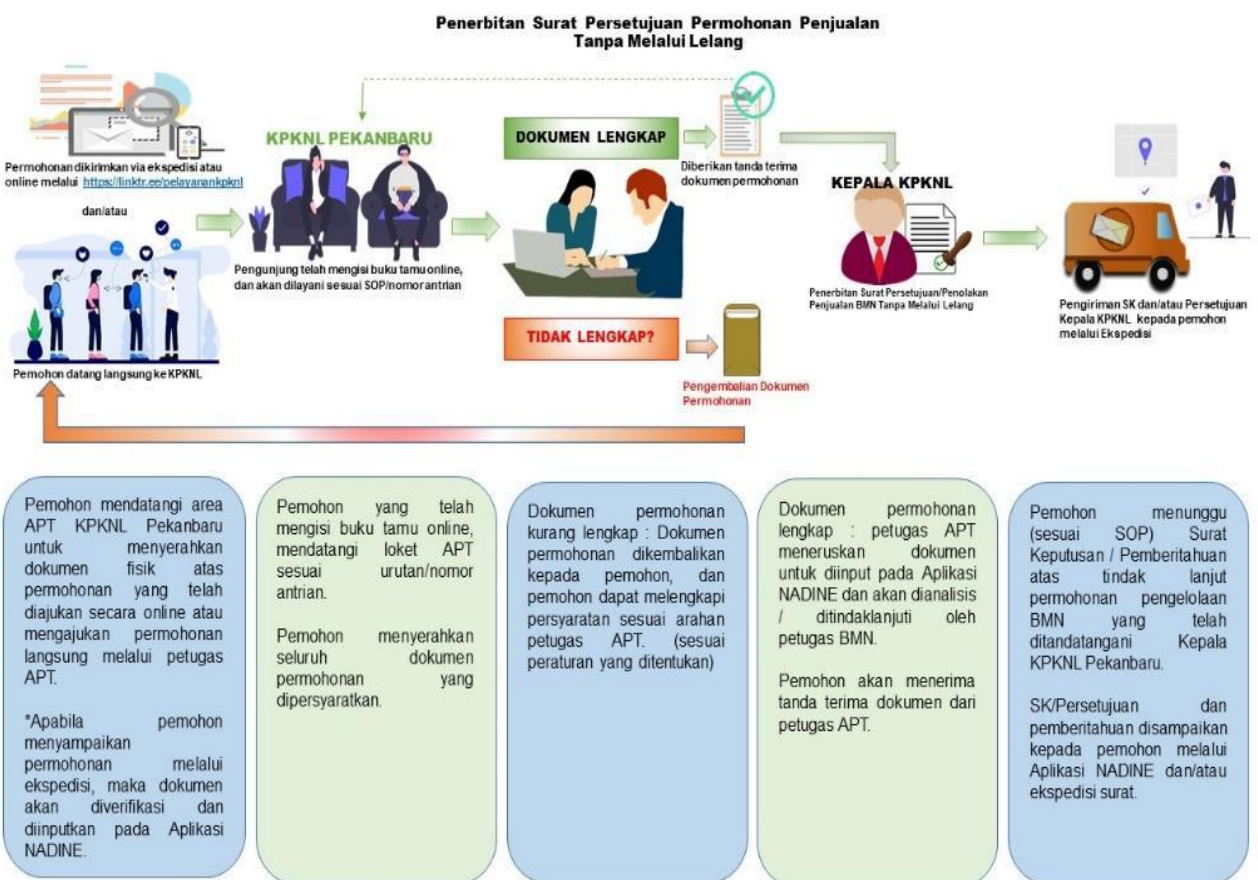 Penerbitan Surat Persetujuan Permohonan Penjualan
Tanpa Melalui Lelang
Permohonan dikirimkan via ekspedisi atau
online melalui https://linktr.ee/pelayanankpknl
dan/atau
Pemohon datang langsung ke KPKNL
KPKNL PEKANBARU
Pengunjung telah mengisi buku tamu online,
dan akan dilayani sesuai SOP/nomor antrian
DOKUMEN LENGKAP
TIDAK LENGKAP?
Diberikan tanda terima
dokumen permohonan
Pengembalian Dokumen
Permohonan
KEPALA KPKNL
Penerbitan Surat Persetujuan/Penolakan
Penjualan BMN Tanpa Melalui Lelang
Pengiriman SK dan/atau Persetujuan
Kepala KPKNL kepada pemohon
melalui Ekspedisi
Pemohon mendatangi area
APT KPKNL Pekanbaru
untuk menyerahkan
dokumen fisik atas
permohonan yang telah
diajukan secara online atau
mengajukan permohonan
langsung melalui petugas
APT.
*Apabila pemohon
menyampaikan
permohonan melalui
ekspedisi, maka dokumen
akan diverifikasi dan
diinputkan pada Aplikasi
NADINE.
Pemohon yang telah
mengisi buku tamu online,
mendatangi loket APT
sesuai urutan/nomor
antrian.
Pemohon menyerahkan
seluruh dokumen
permohonan yang
dipersyaratkan.
Dokumen permohonan
kurang lengkap : Dokumen
permohonan dikembalikan
kepada pemohon, dan
pemohon dapat melengkapi
persyaratan sesuai arahan
petugas APT. (sesuai
peraturan yang ditentukan)
Dokumen permohonan
lengkap : petugas APT
meneruskan dokumen
untuk diinput pada Aplikasi
NADINE dan akan dianalisis
/ ditindaklanjuti oleh
petugas BMN.
Pemohon akan menerima
tanda terima dokumen dari
petugas APT.
Pemohon menunggu
(sesuai SOP) Surat
Keputusan / Pemberitahuan
atas tindak lanjut
permohonan pengelolaan
BMN yang telah
ditandatangani Kepala
KPKNL Pekanbaru.
SK/Persetujuan dan
pemberitahuan disampaikan
kepada pemohon melalui
Aplikasi NADINE dan/atau
ekspedisi surat.